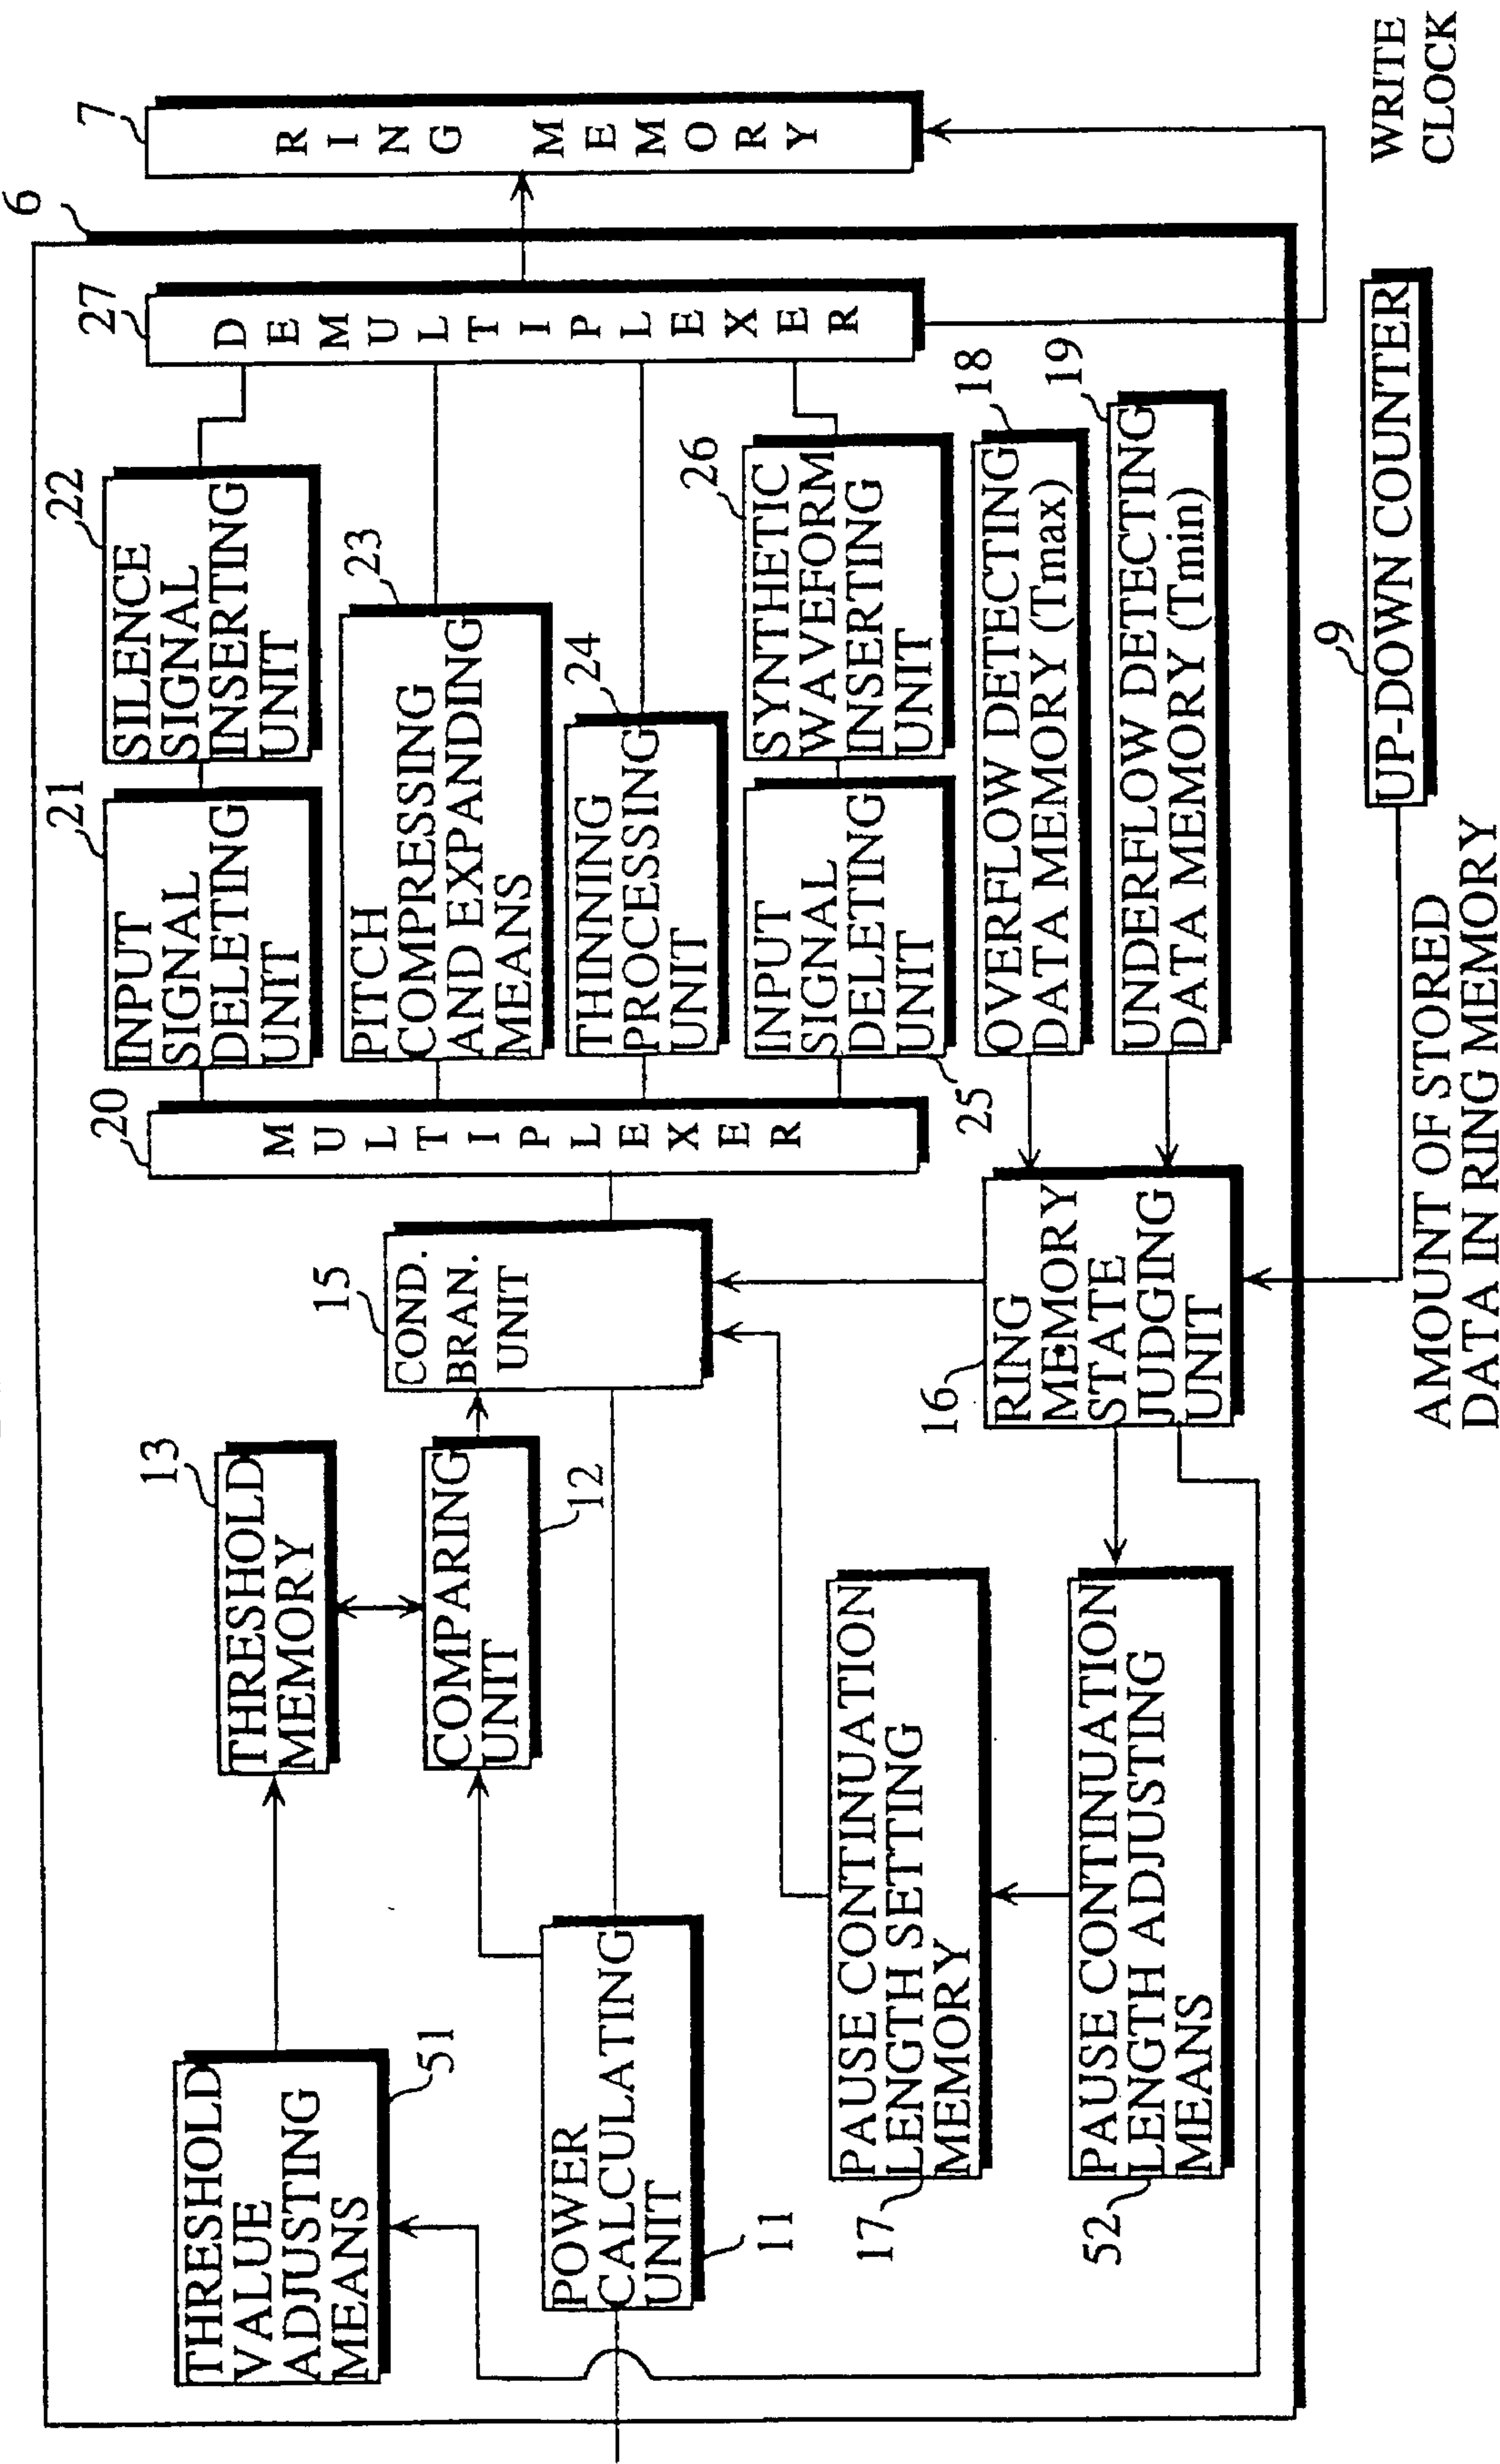 6
7
RING MEMORY
27
DEMULTIPLEXER
22
SILENCE
SIGNAL
INSERTING
UNIT
21
INPUT
SIGNAL
DELETING
UNIT
23
PITCH
COMPRESSING
AND EXPANDING
MEANS
24
THINNING
PROCESSING
UNIT
26
SYNTHETIC
WAVEFORM
INSERTING
UNIT
INPUT
SIGNAL
DELETING
UNIT
25
18
OVERFLOW DETECTING
DATA MEMORY (Tmax)
19
UNDERFLOW DETECTING
DATA MEMORY (Tmin)
20
MULTIPLEXER
15
COND.
BRAN.
UNIT
16
RING
MEMORY
STATE
JUDGING
UNIT
13
THRESHOLD
MEMORY
COMPARING
UNIT
12
THRESHOLD
VALUE
ADJUSTING
MEANS
51
POWER
CALCULATING
UNIT
11
PAUSE CONTINUATION
LENGTH SETTING
MEMORY
17
PAUSE CONTINUATION
LENGTH ADJUSTING
MEANS
52
9
UP-DOWN COUNTER
AMOUNT OF STORED
DATA IN RING MEMORY
WRITE
CLOCK